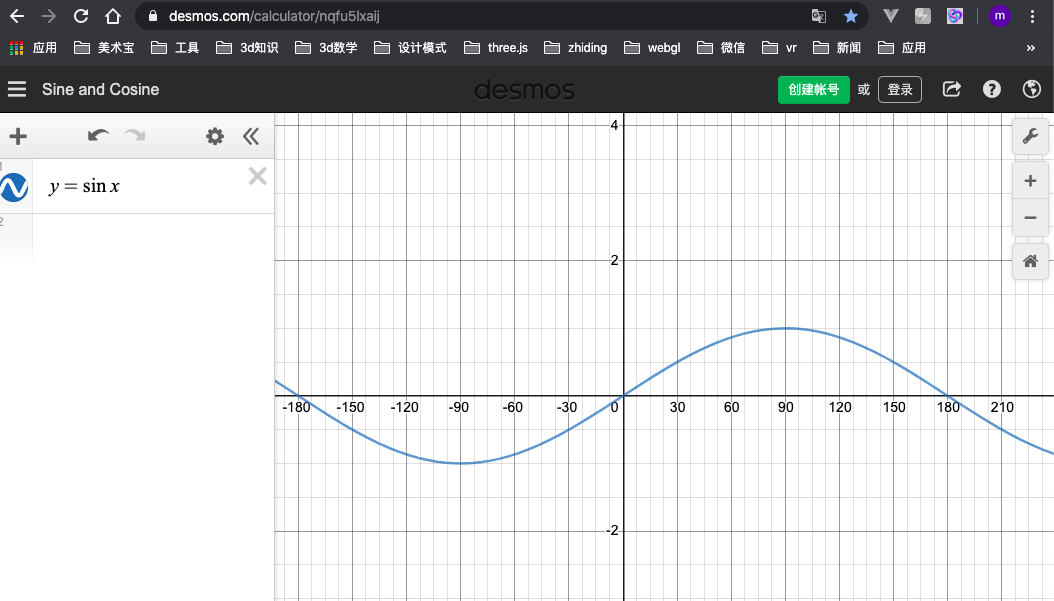 desmos.com/calculator/nqfu5lxaij
m
应用 美术宝 工具 3d知识 3d数学 设计模式 three.js zhiding webgl 微信 vr 新闻 应用 »
Sine and Cosine
desmos
创建帐号 或 登录
1
y = sin x
2
4
2
-180 -150 -120 -90 -60 -30 0 30 60 90 120 150 180 210
-2